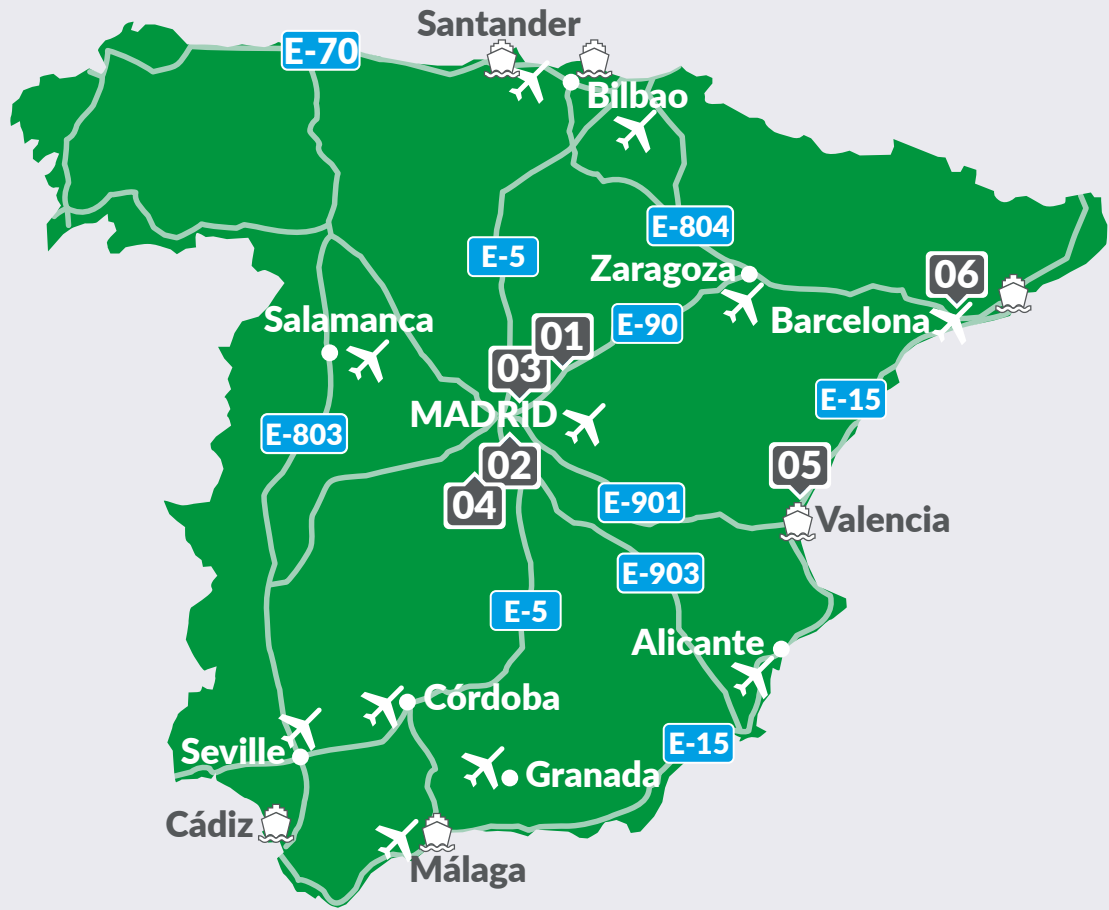 Santander
E-70
Bilbao
E-804
E-5
Zaragoza
06
Salamanca
01
E-90
Barcelona
03
E-15
MADRID
E-803
02
05
04
E-901
Valencia
E-903
E-5
Alicante
Córdoba
Seville
E-15
Granada
Cádiz
Málaga